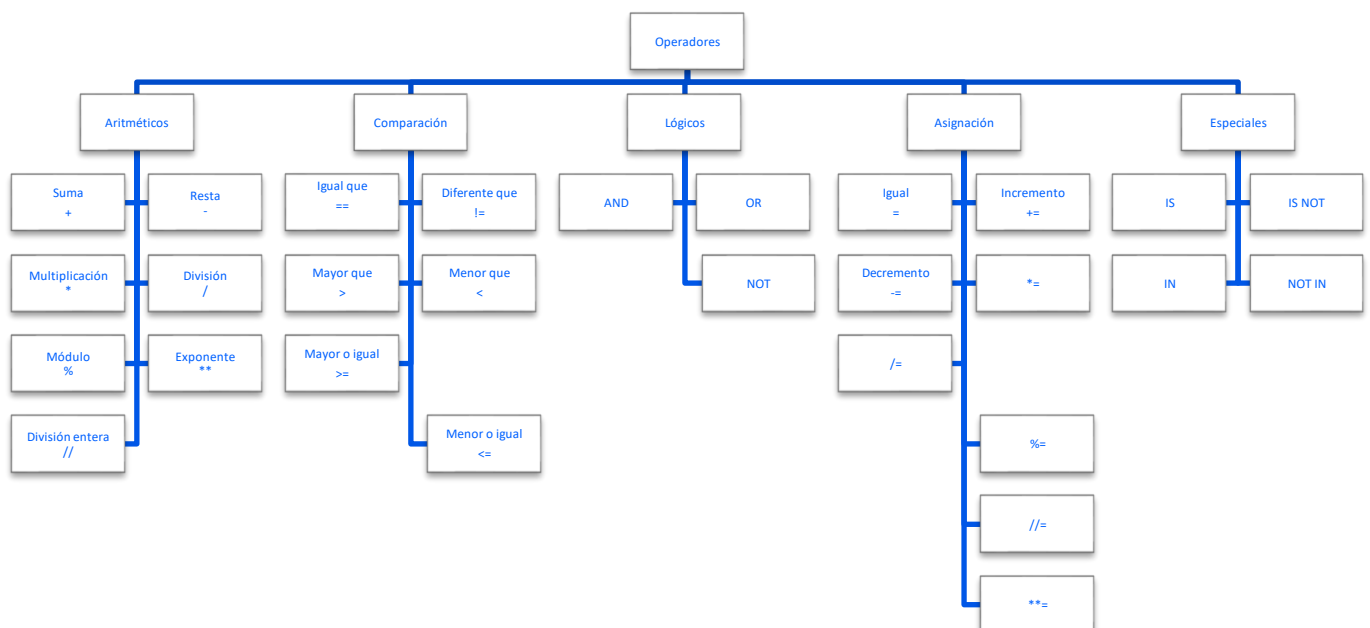 Operadores
Aritméticos
Comparación
Lógicos
Asignación
Especiales
Suma
+
Resta
-
Igual que
==
Diferente que
!=
AND
OR
Igual
=
Incremento
+=
IS
IS NOT
Multiplicación
*
División
/
Mayor que
>
Menor que
<
NOT
Decremento
-=
*=
IN
NOT IN
Módulo
%
Exponente
**
Mayor o igual
>=
/=
División entera
//
Menor o igual
<=
%=
//=
**=